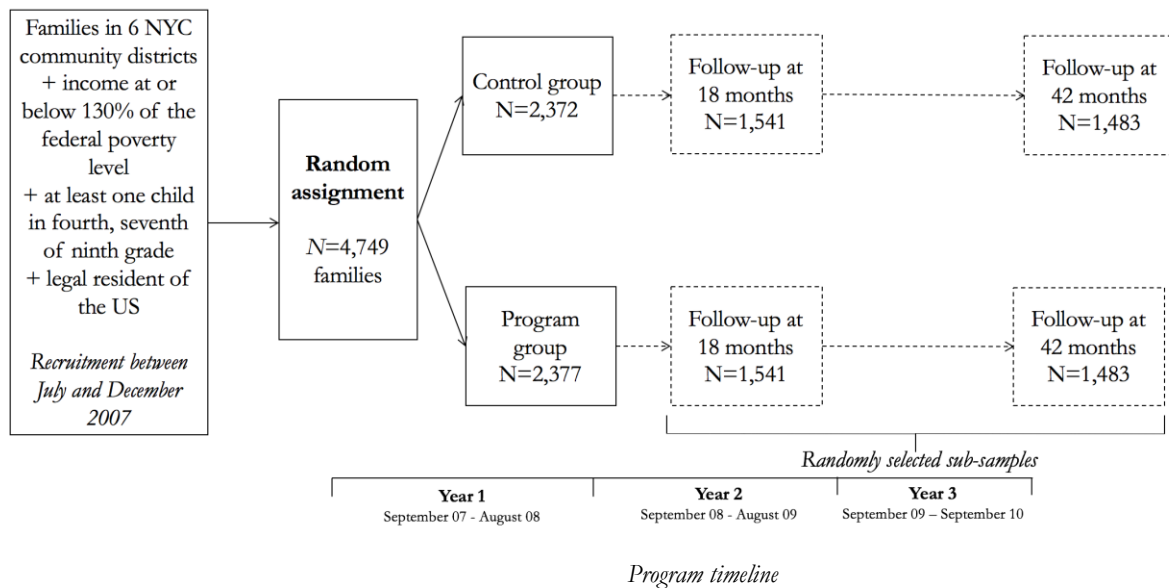 Families in 6 NYC
community districts
+ income at or
below 130% of the
federal poverty
level
+ at least one child
in fourth, seventh
of ninth grade
+ legal resident of
the US
Recruitment between
July and December
2007
Random
assignment
N=4,749
families
Control group
N=2,372
Follow-up at
18 months
N=1,541
Follow-up at
42 months
N=1,483
Program
group
N=2,377
Follow-up at
18 months
N=1,541
Follow-up at
42 months
N=1,483
Randomly selected sub-samples
Year 1
September 07 - August 08
Year 2
September 08 - August 09
Year 3
September 09 – September 10
Program timeline